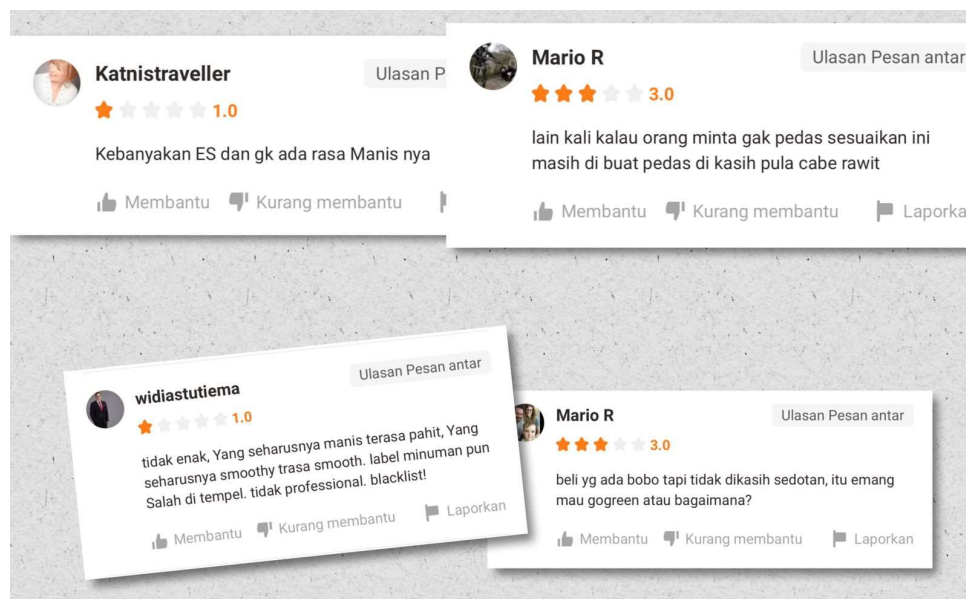 Katnistraveller
Ulasan P
1.0
Kebanyakan ES dan gk ada rasa Manis nya
Membantu Kurang membantu
Mario R
Ulasan Pesan antar
3.0
lain kali kalau orang minta gak pedas sesuaikan ini
masih di buat pedas di kasih pula cabe rawit
Membantu Kurang membantu Laporka
widiastutiema
Ulasan Pesan antar
1.0
tidak enak, Yang seharusnya manis terasa pahit, Yang
seharusnya smoothy trasa smooth. label minuman pun
Salah di tempel. tidak professional. blacklist!
Membantu Kurang membantu Laporkan
Mario R
Ulasan Pesan antar
3.0
beli yg ada bobo tapi tidak dikasih sedotan, itu emang
mau gogreen atau bagaimana?
Membantu Kurang membantu Laporkan